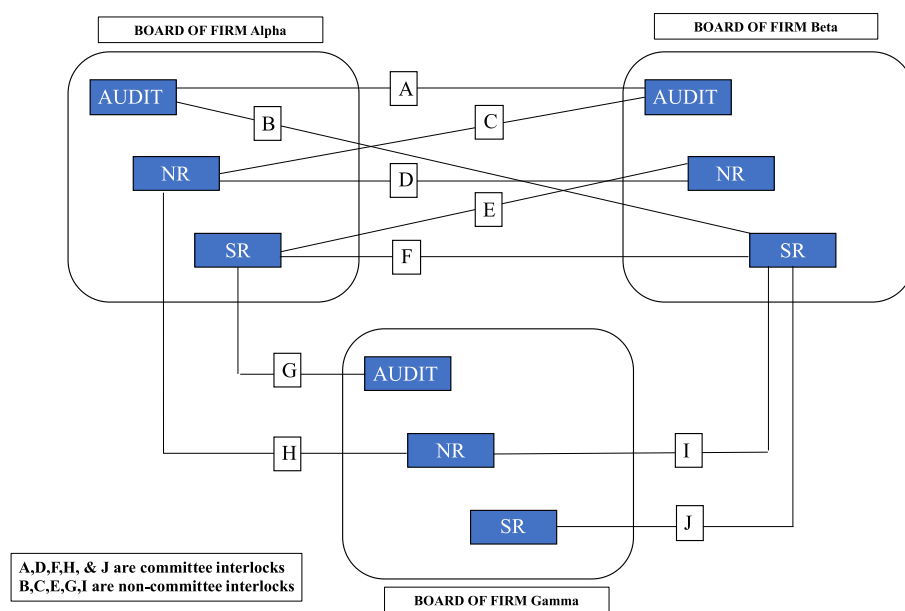 BOARD OF FIRM Alpha
BOARD OF FIRM Beta
AUDIT
A
AUDIT
B
C
NR
D
NR
E
SR
F
SR
G
AUDIT
H
NR
I
SR
J
A,D,F,H, & J are committee interlocks
B,C,E,G,I are non-committee interlocks
BOARD OF FIRM Gamma